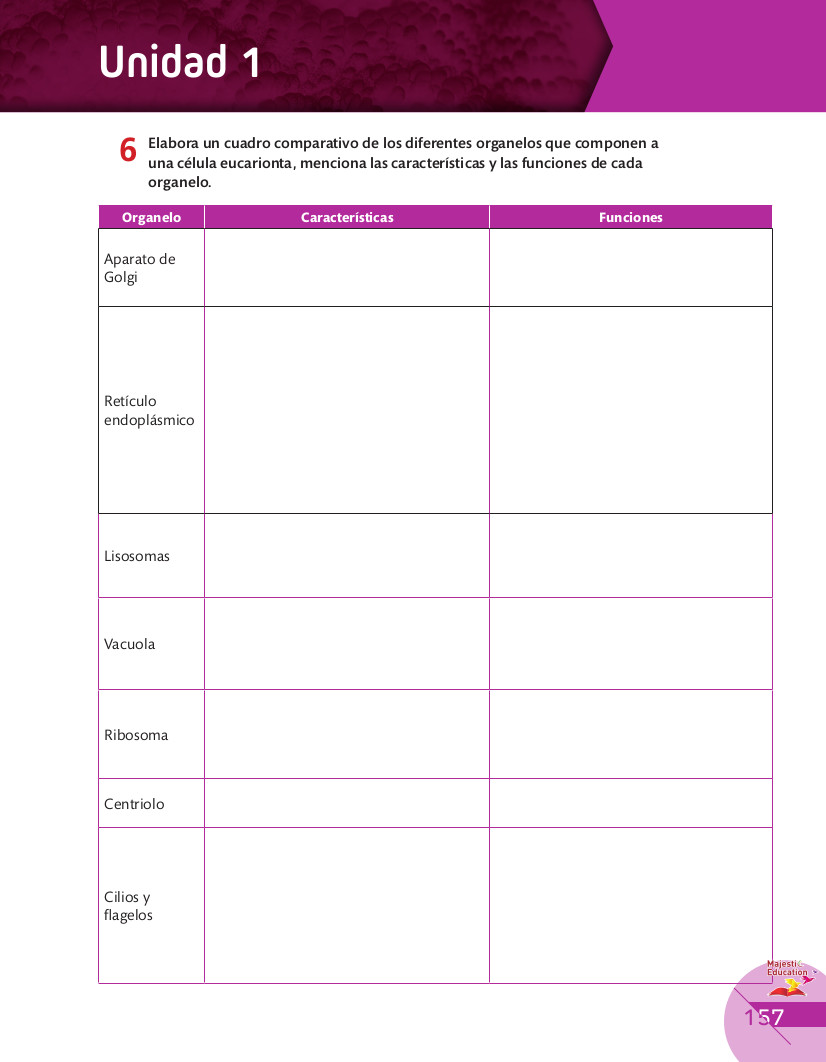 Unidad 1
6 Elabora un cuadro comparativo de los diferentes organelos que componen a
una célula eucarionta, menciona las características y las funciones de cada
organelo.
Organelo Características Funciones
Aparato de
Golgi
Retículo
endoplásmico
Lisosomas
Vacuola
Ribosoma
Centriolo
Cilios y
flagelos
Majestic
Education
157